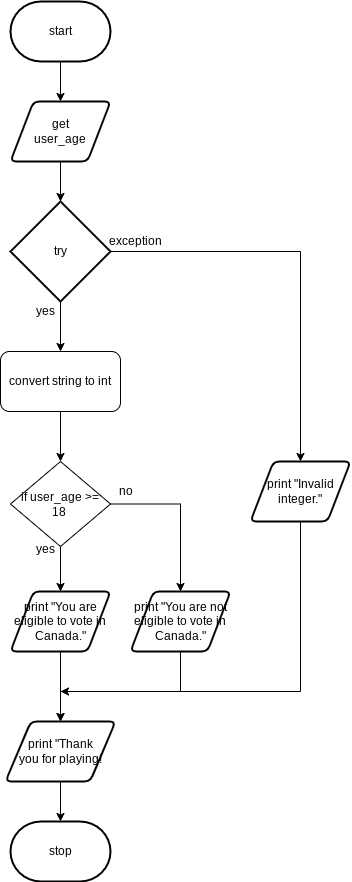 start
get
user_age
try
exception
yes
convert string to int
if user_age >=
18
no
yes
print "Invalid
integer."
print "You are
eligible to vote in
Canada."
print "You are not
eligible to vote in
Canada."
print "Thank
you for playing!
stop